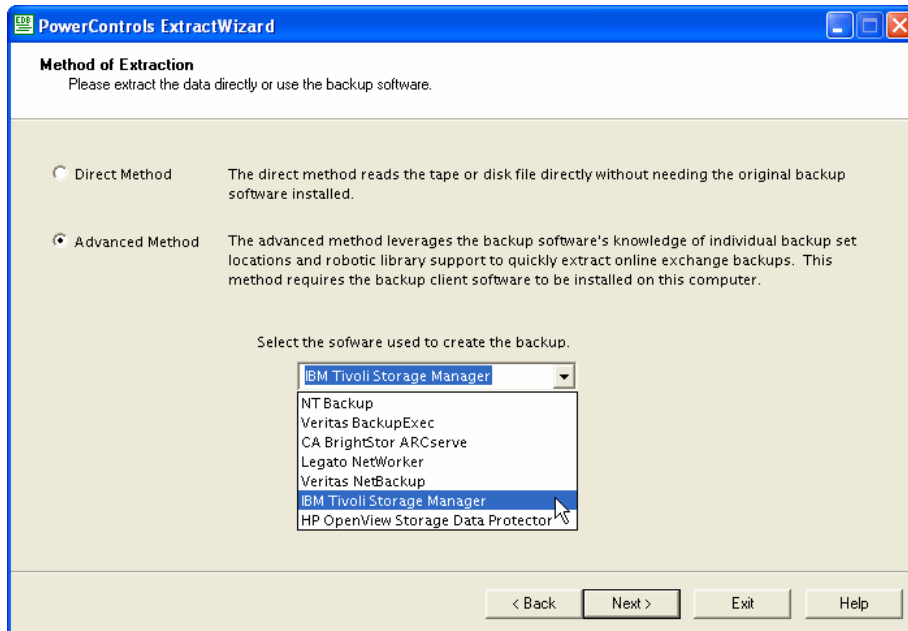 EDB PowerControls ExtractWizard
Method of Extraction
Please extract the data directly or use the backup software.
Direct Method
The direct method reads the tape or disk file directly without needing the original backup
software installed.
Advanced Method
The advanced method leverages the backup software's knowledge of individual backup set
locations and robotic library support to quickly extract online exchange backups. This
method requires the backup client software to be installed on this computer.
Select the sofware used to create the backup.
IBM Tivoli Storage Manager
NT Backup
Veritas BackupExec
CA BrightStor ARCserve
Legato NetWorker
Veritas NetBackup
IBM Tivoli Storage Manager
HP OpenView Storage Data Protector
< Back Next > Exit Help